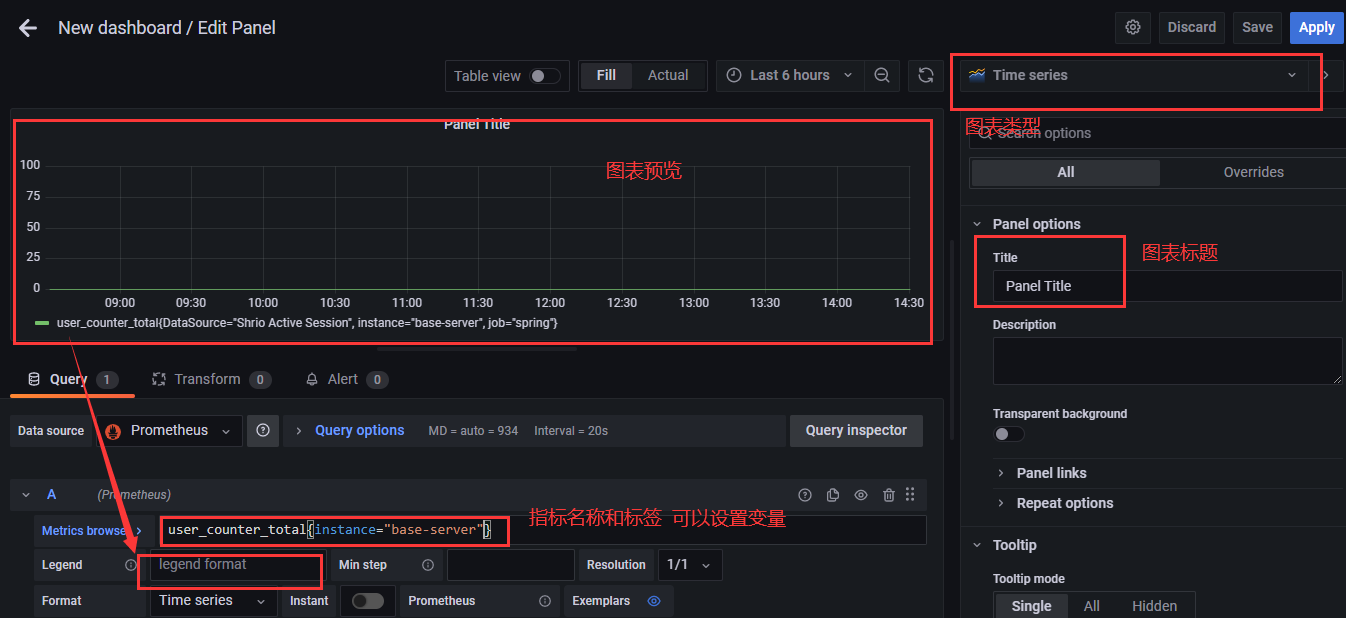 New dashboard / Edit Panel
Discard
Save
Apply
Table view
Fill
Actual
Last 6 hours
Time series
图表类型
Search options
Panel Title
图表预览
100
75
50
25
0
09:00
09:30
10:00
10:30
11:00
11:30
12:00
12:30
13:00
13:30
14:00
14:30
user_counter_total{DataSource="Shrio Active Session", instance="base-server", job="spring"}
All
Overrides
Panel options
Title
图表标题
Panel Title
Description
Transparent background
Panel links
Repeat options
Tooltip
Tooltip mode
Single
All
Hidden
Query
1
Transform
0
Alert
0
Data source
Prometheus
Query options
MD = auto = 934
Interval = 20s
Query inspector
A
(Prometheus)
Metrics browser
user_counter_total{instance="base-server"}
指标名称和标签 可以设置变量
Legend
legend format
Min step
Resolution
1/1
Format
Time series
Instant
Prometheus
Exemplars